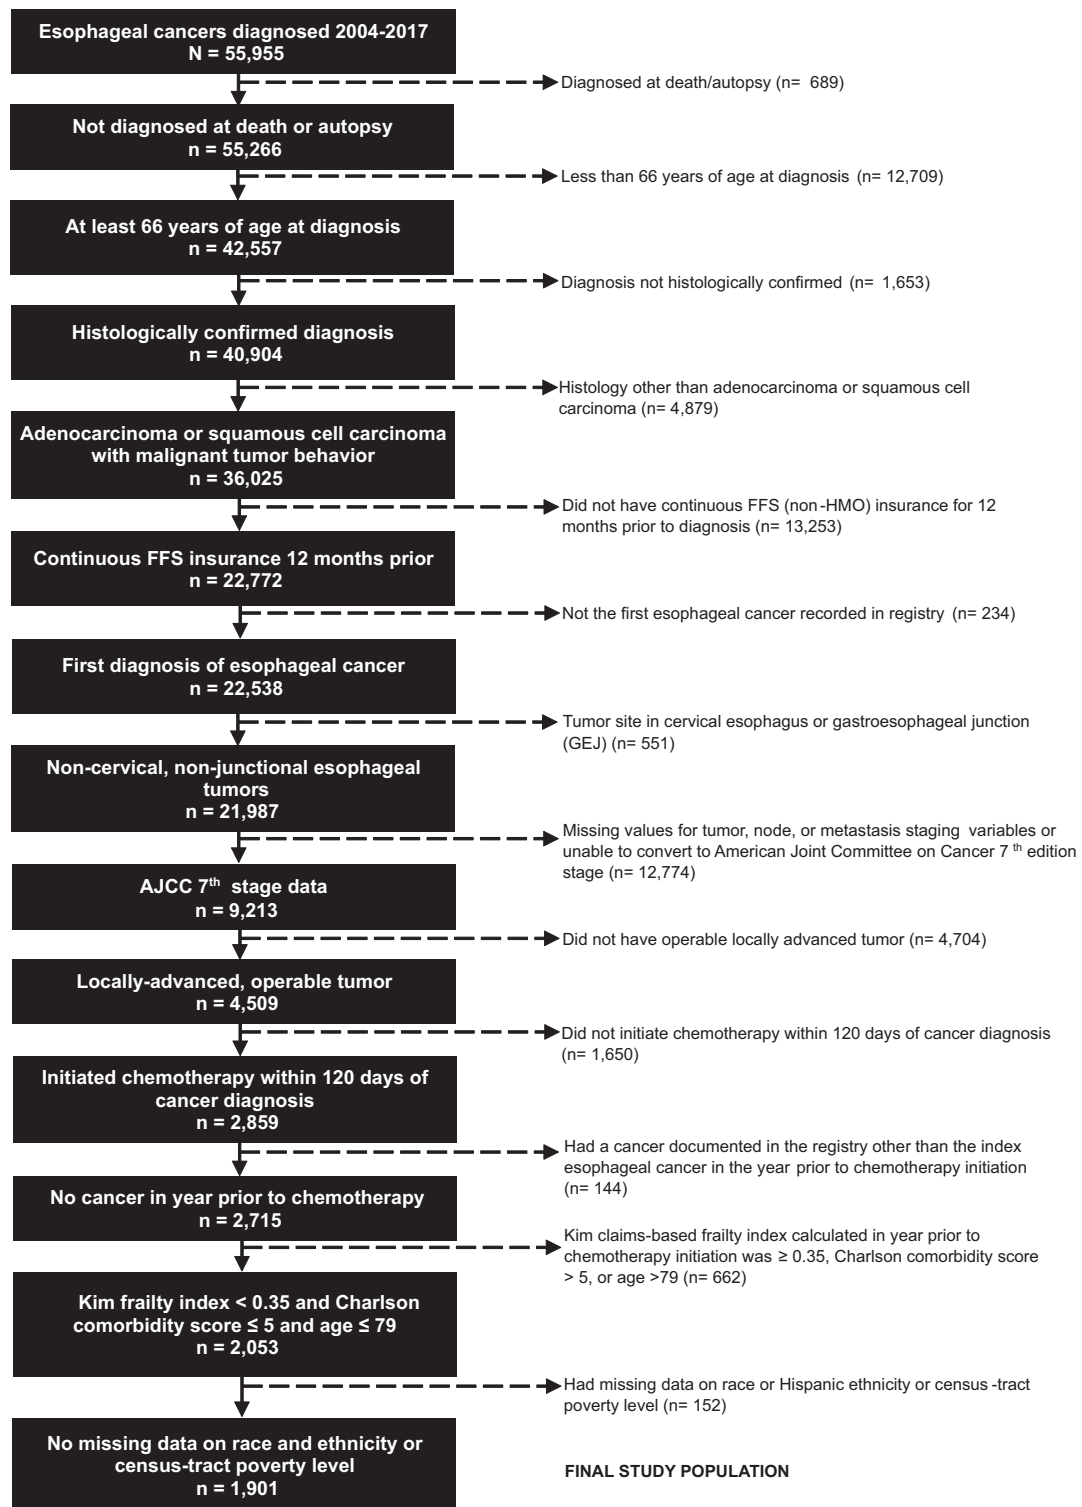 Esophageal cancers diagnosed 2004-2017
N = 55,955
Diagnosed at death/autopsy (n= 689)
Not diagnosed at death or autopsy
n = 55,266
Less than 66 years of age at diagnosis (n= 12,709)
At least 66 years of age at diagnosis
n = 42,557
Diagnosis not histologically confirmed (n= 1,653)
Histologically confirmed diagnosis
n = 40,904
Histology other than adenocarcinoma or squamous cell
carcinoma (n= 4,879)
Adenocarcinoma or squamous cell carcinoma
with malignant tumor behavior
n = 36,025
Did not have continuous FFS (non-HMO) insurance for 12
months prior to diagnosis (n= 13,253)
Continuous FFS insurance 12 months prior
n = 22,772
Not the first esophageal cancer recorded in registry (n= 234)
First diagnosis of esophageal cancer
n = 22,538
Tumor site in cervical esophagus or gastroesophageal junction
(GEJ) (n= 551)
Non-cervical, non-junctional esophageal
tumors
n = 21,987
Missing values for tumor, node, or metastasis staging variables or
unable to convert to American Joint Committee on Cancer 7 th edition
stage (n= 12,774)
AJCC 7th stage data
n = 9,213
Did not have operable locally advanced tumor (n= 4,704)
Locally-advanced, operable tumor
n = 4,509
Did not initiate chemotherapy within 120 days of cancer diagnosis
(n= 1,650)
Initiated chemotherapy within 120 days of
cancer diagnosis
n = 2,859
Had a cancer documented in the registry other than the index
esophageal cancer in the year prior to chemotherapy initiation
(n= 144)
No cancer in year prior to chemotherapy
n = 2,715
Kim claims-based frailty index calculated in year prior to
chemotherapy initiation was ≥ 0.35, Charlson comorbidity score
> 5, or age >79 (n= 662)
Kim frailty index < 0.35 and Charlson
comorbidity score ≤ 5 and age ≤ 79
n = 2,053
Had missing data on race or Hispanic ethnicity or census -tract
poverty level (n= 152)
No missing data on race and ethnicity or
census-tract poverty level
n = 1,901
FINAL STUDY POPULATION